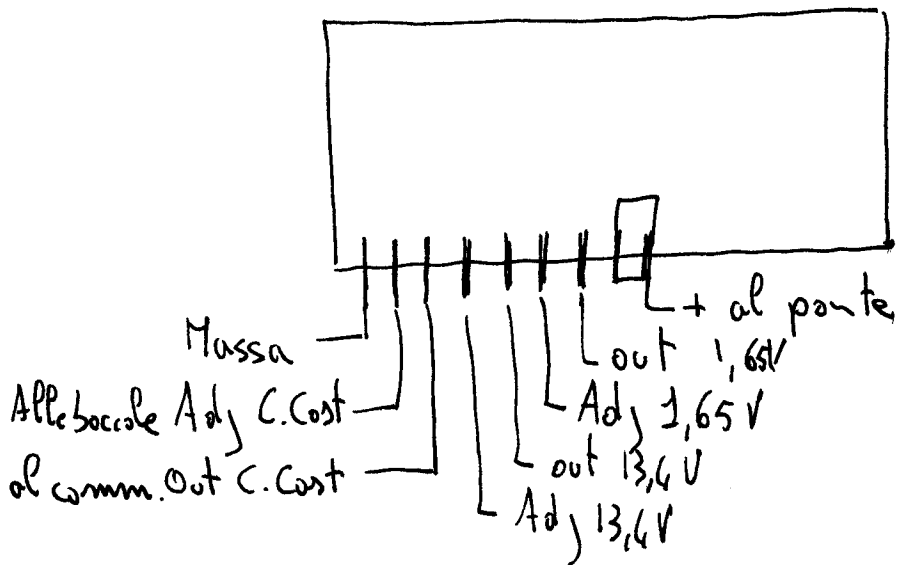 + al ponte
Massa
out 1,65V
Alle boccole Adj C.Cost
Adj 1,65 V
al comm. Out C.Cost
out 13,4 V
Adj 13,4 V